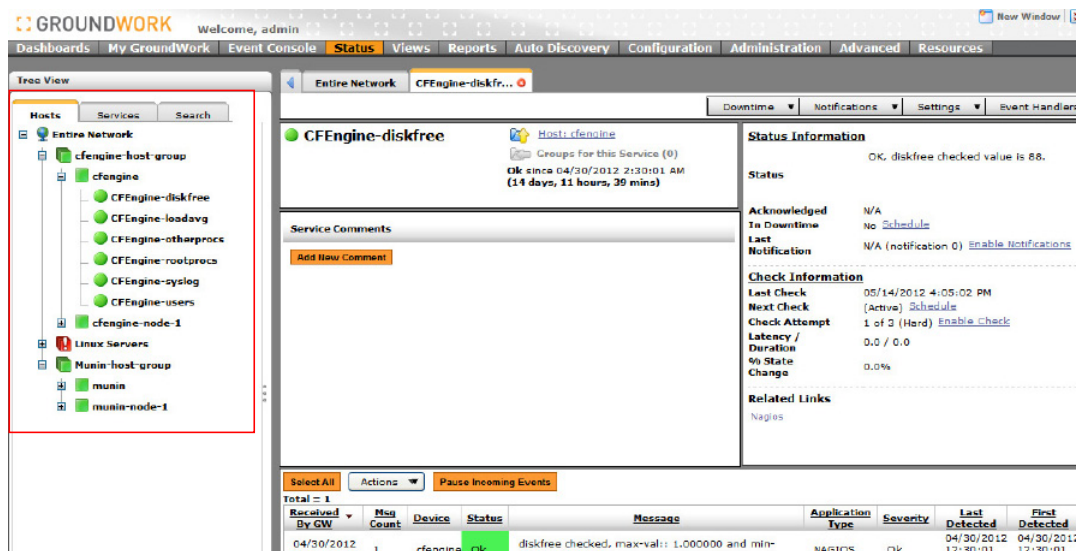 GROUNDWORK Welcome, admin
New Window
Dashboards My GroundWork Event Console Status Views Reports Auto Discovery Configuration Administration Advanced Resources
Tree View
Hosts Services Search
Entire Network
cfengine-host-group
cfengine
CFEngine-diskfree
CFEngine-loadavg
CFEngine-otherprocs
CFEngine-rootprocs
CFEngine-syslog
CFEngine-users
cfengine-node-1
Linux Servers
Munin-host-group
munin
munin-node-1
Entire Network CFEngine-diskfr...
Downtime Notifications Settings Event Handlers
CFEngine-diskfree
Host: cfengine
Groups for this Service (0)
Ok since 04/30/2012 2:30:01 AM
(14 days, 11 hours, 39 mins)
Service Comments
Add New Comment
Status Information
OK, diskfree checked value is 88.
Status
Acknowledged N/A
In Downtime No Schedule
Last Notification N/A (notification 0) Enable Notifications
Check Information
Last Check 05/14/2012 4:05:02 PM
Next Check (Active) Schedule
Check Attempt 1 of 3 (Hard) Enable Check
Latency / Duration 0.0 / 0.0
% State Change 0.0%
Related Links
Nagios
Select All Actions Pause Incoming Events
Total = 1
Received By GW Msg Count Device Status Message Application Type Severity Last Detected First Detected
04/30/2012 1 cfengine Ok diskfree checked, max-val:: 1.000000 and min- NAGIOS Ok 04/30/2012 04/30/2012
12:30:01 12:30:01